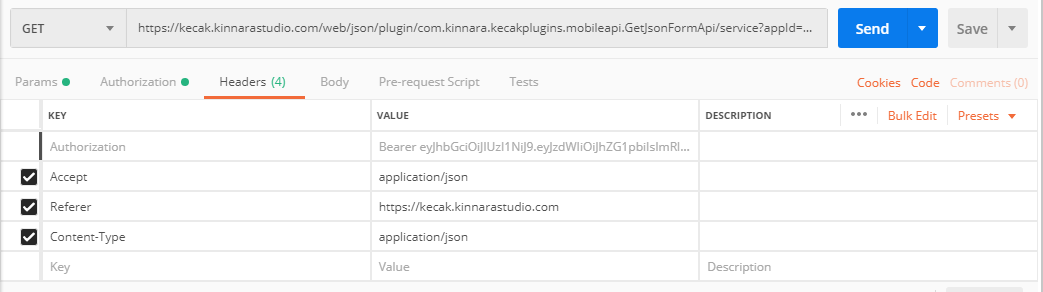 GET https://kecak.kinnarastudio.com/web/json/plugin/com.kinnara.kecakplugins.mobileapi.GetJsonFormApi/service?appId=... Send Save
Params Authorization Headers (4) Body Pre-request Script Tests Cookies Code Comments (0)
KEY VALUE DESCRIPTION ••• Bulk Edit Presets
Authorization Bearer eyJhbGciOiJIUzI1NiJ9.eyJzdWIiOiJhZG1pbiIsImRl...
Accept application/json
Referer https://kecak.kinnarastudio.com
Content-Type application/json
Key Value Description